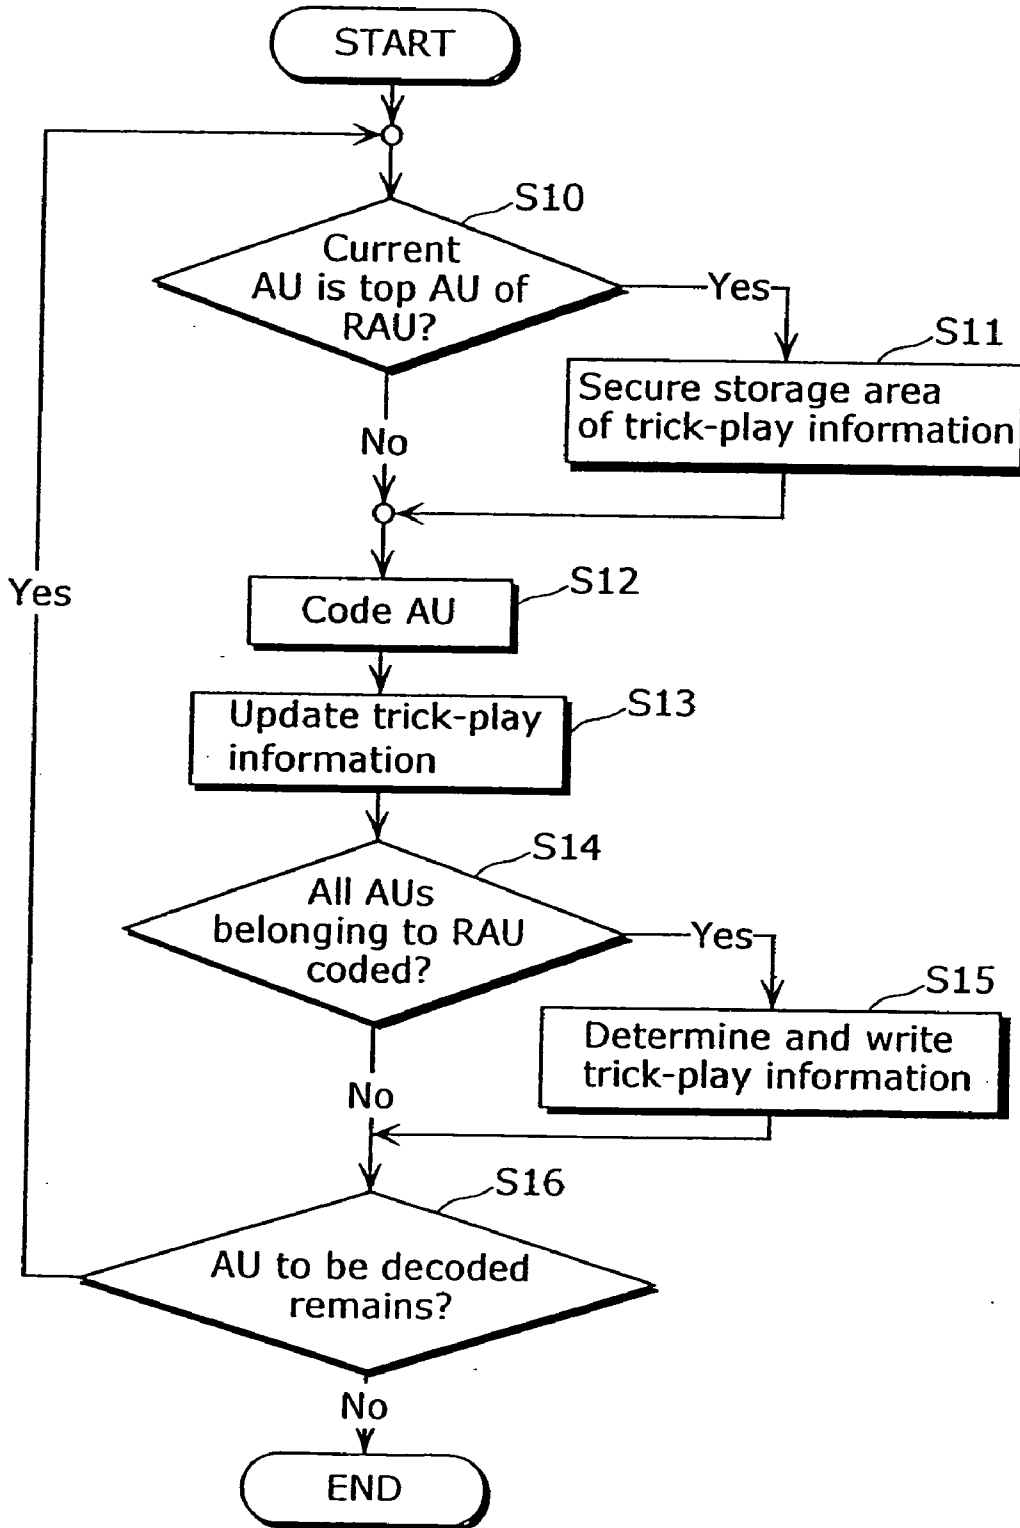 START
S10
Current
AU is top AU of
RAU?
Yes
S11
Secure storage area
of trick-play information
No
Yes
S12
Code AU
S13
Update trick-play
information
S14
All AUs
belonging to RAU
coded?
Yes
S15
Determine and write
trick-play information
No
S16
AU to be decoded
remains?
No
END